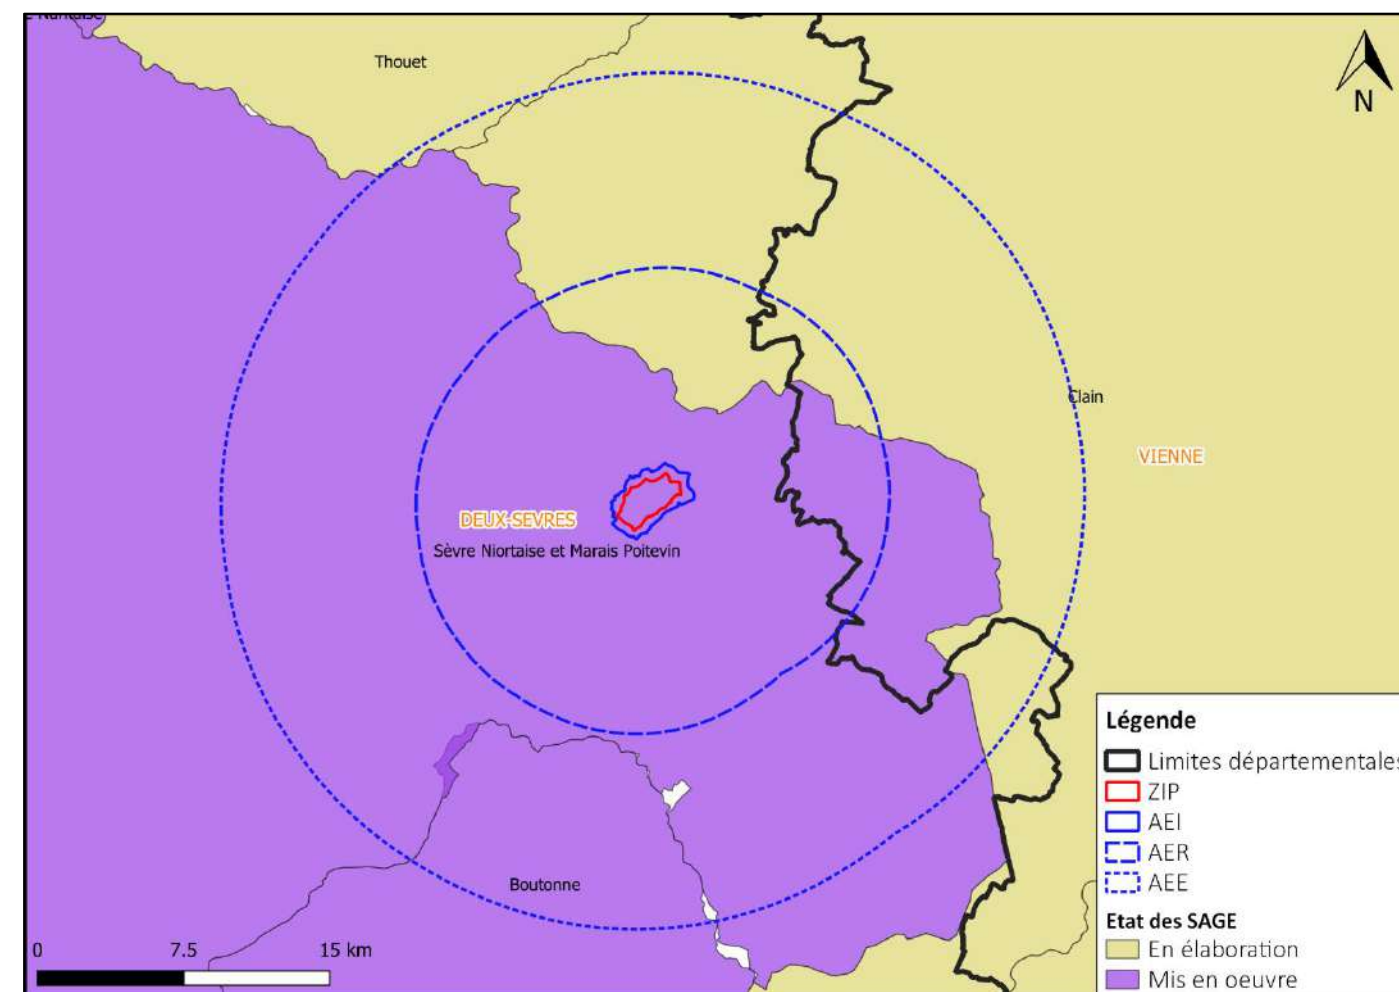 Nantaise
Thouet
N
Clain
VIENNE
DEUX-SEVRES
Sèvre Niortaise et Marais Poitevin
Boutonne
0 7.5 15 km
Légende
Limites départementales
ZIP
AEI
AER
AEE
Etat des SAGE
En élaboration
Mis en oeuvre